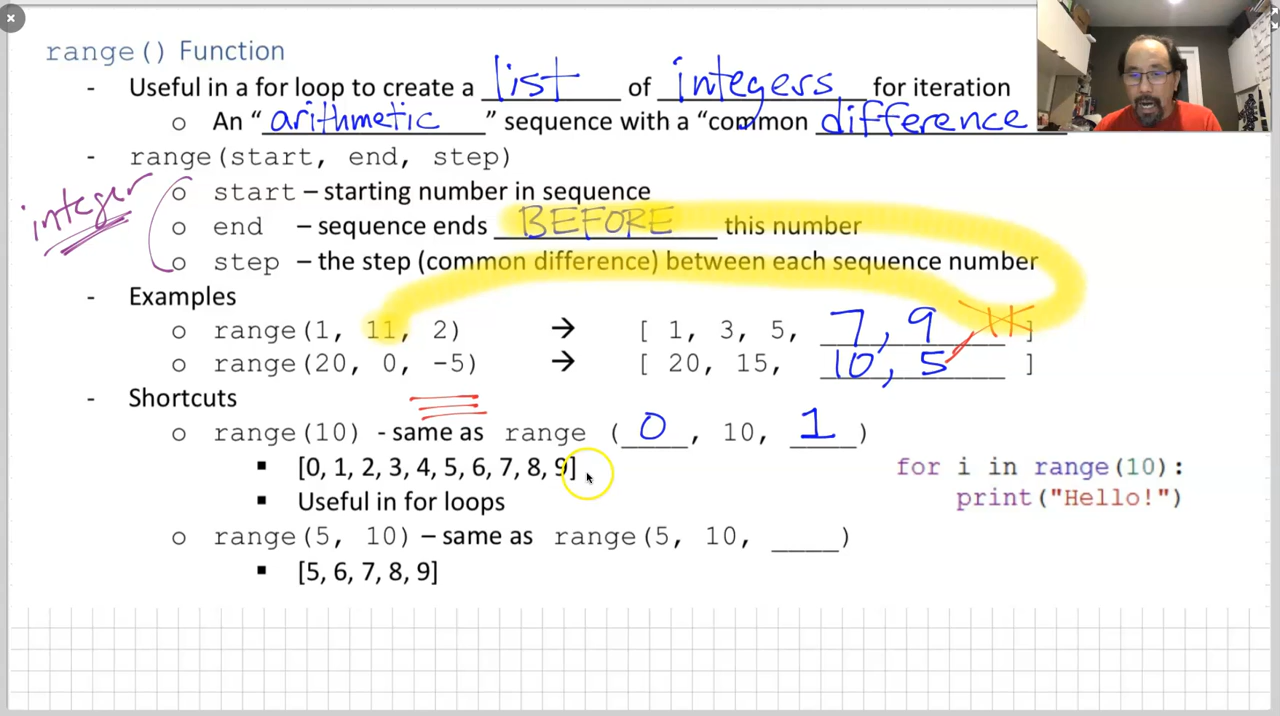 range() Function
- Useful in a for loop to create a list of integers for iteration
o An “arithmetic” sequence with a “common difference
- range(start, end, step)
integer
o start – starting number in sequence
o end – sequence ends BEFORE this number
o step – the step (common difference) between each sequence number
- Examples
o range(1, 11, 2) → [ 1, 3, 5, 7, 9 11 ]
o range(20, 0, -5) → [ 20, 15, 10, 5 ]
- Shortcuts
o range(10) - same as range (0, 10, 1)
▪ [0, 1, 2, 3, 4, 5, 6, 7, 8, 9]
▪ Useful in for loops
o range(5, 10) – same as range(5, 10, ____)
▪ [5, 6, 7, 8, 9]
for i in range(10):
print("Hello!")